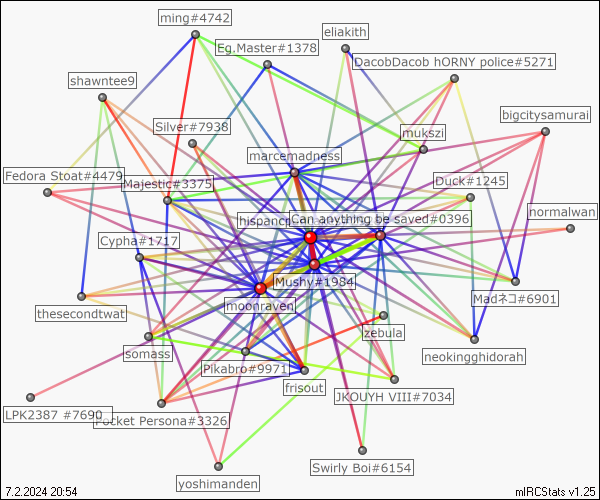 ming#4742
eliakith
Eg.Master#1378
DacobDacob hORNY police#5271
shawntee9
bigcitysamurai
Silver#7938
mukszi
marcemadness
Fedora Stoat#4479
Majestic#3375
Duck#1245
hispanc
Can anything be saved#0396
normalwan
Cypha#1717
Mushy#1984
Madネコ#6901
thesecondtwat
moonraven
zebula
somass
neokingghidorah
Pikabro#9971
frisout
JKOUYH VIII#7034
LPK2387 #7690
Pocket Persona#3326
Swirly Boi#6154
yoshimanden
7.2.2024 20:54
mIRCStats v1.25